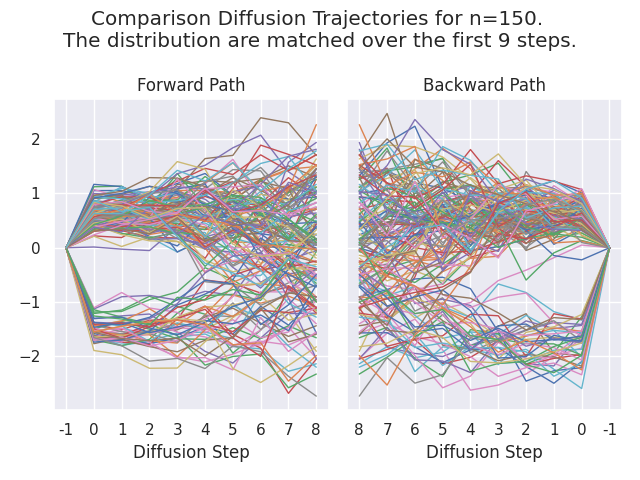 Comparison Diffusion Trajectories for n=150.
The distribution are matched over the first 9 steps.
Forward Path
Backward Path
2
1
0
−1
−2
-1 0 1 2 3 4 5 6 7 8
8 7 6 5 4 3 2 1 0 -1
Diffusion Step
Diffusion Step